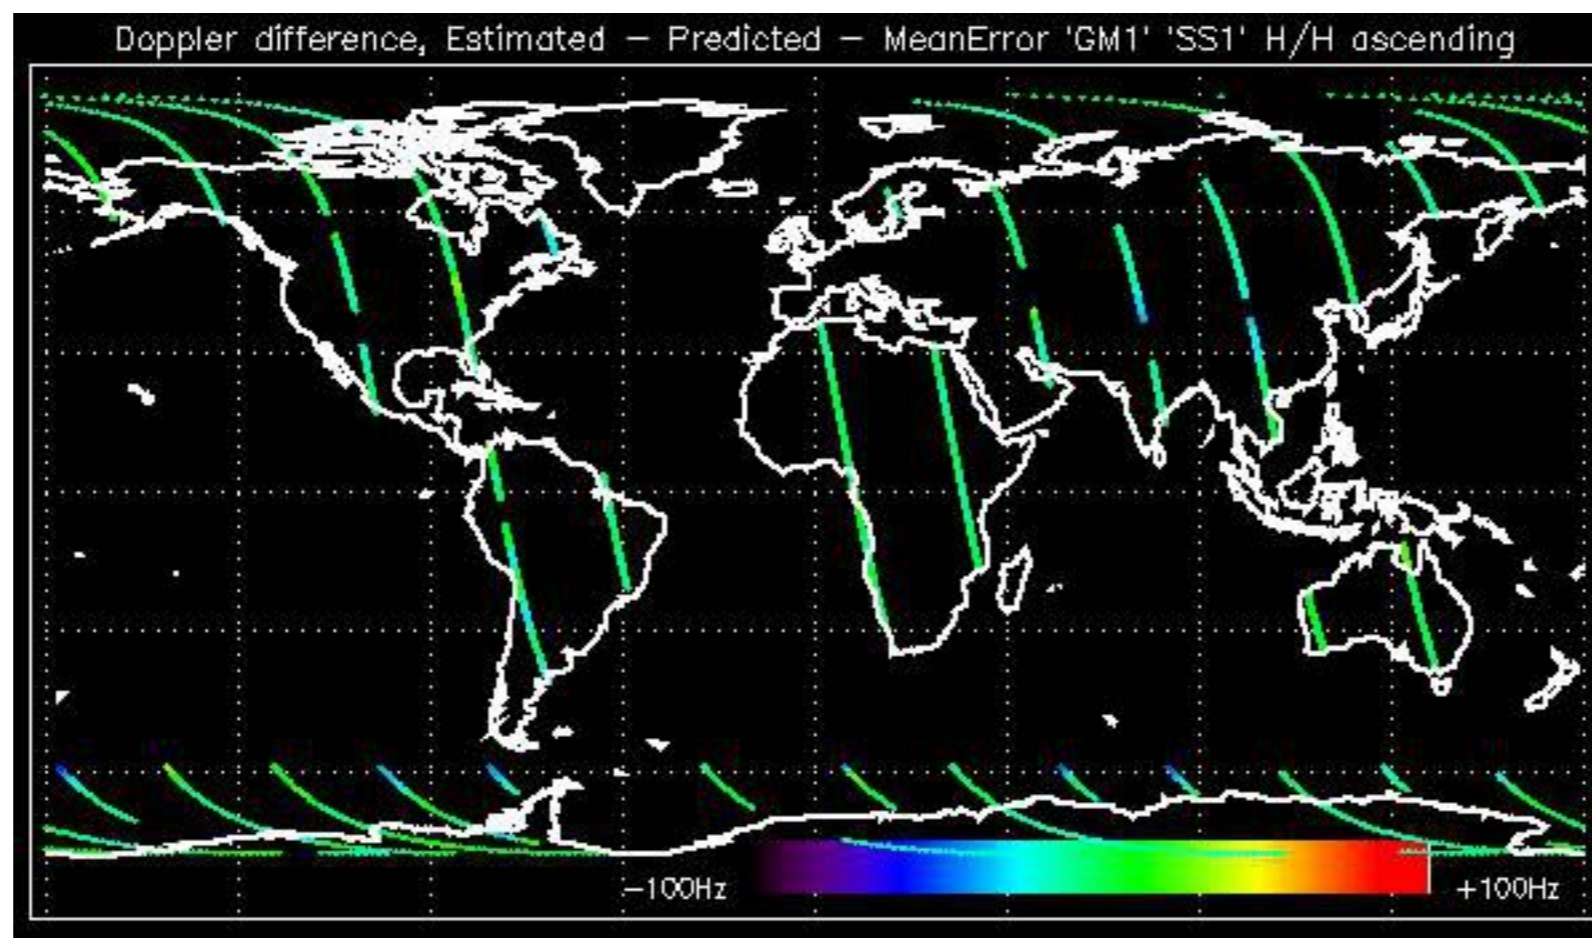 Doppler difference, Estimated – Predicted – MeanError 'GM1' 'SS1' H/H ascending
–100Hz
+100Hz